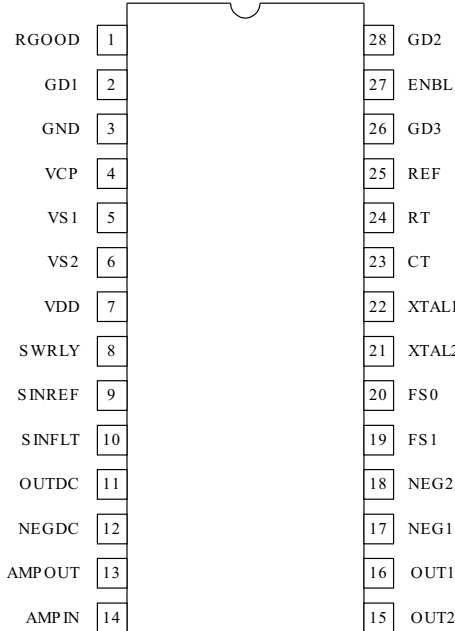 RGOOD 1 28 GD2
GD1 2 27 ENBL
GND 3 26 GD3
VCP 4 25 REF
VS1 5 24 RT
VS2 6 23 CT
VDD 7 22 XTAL1
SWRLY 8 21 XTAL2
SINREF 9 20 FS0
SINFLT 10 19 FS1
OUTDC 11 18 NEG2
NEGDC 12 17 NEG1
AMPOUT 13 16 OUT1
AMPIN 14 15 OUT2